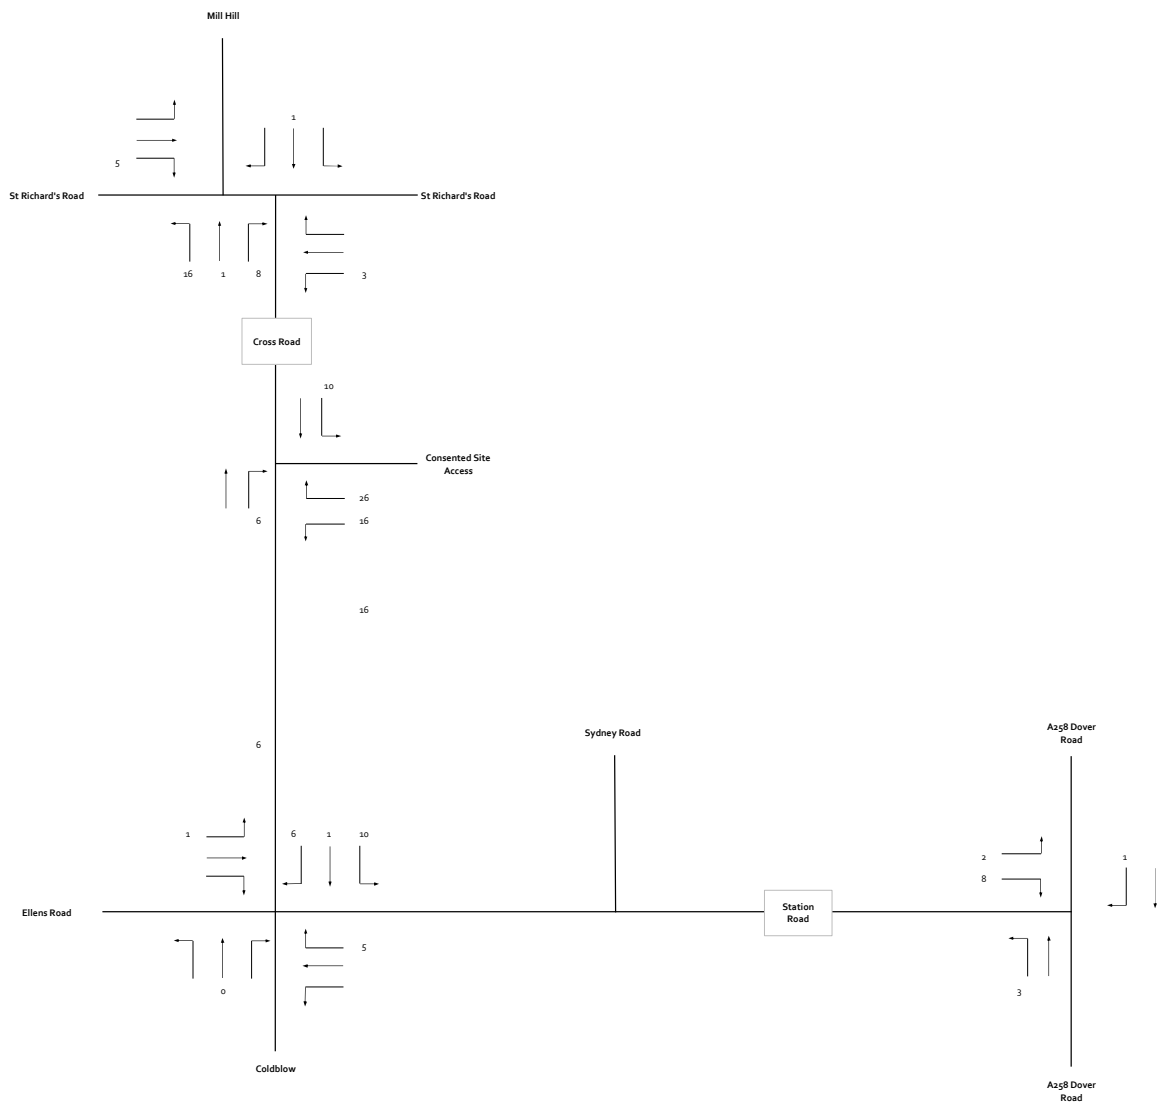 Mill Hill
1
5
St Richard's Road
St Richard's Road
16
1
8
3
Cross Road
10
Consented Site
Access
26
6
16
16
Sydney Road
A258 Dover
Road
6
1
6
1
10
2
1
8
Ellens Road
Station
Road
5
0
3
Coldblow
A258 Dover
Road